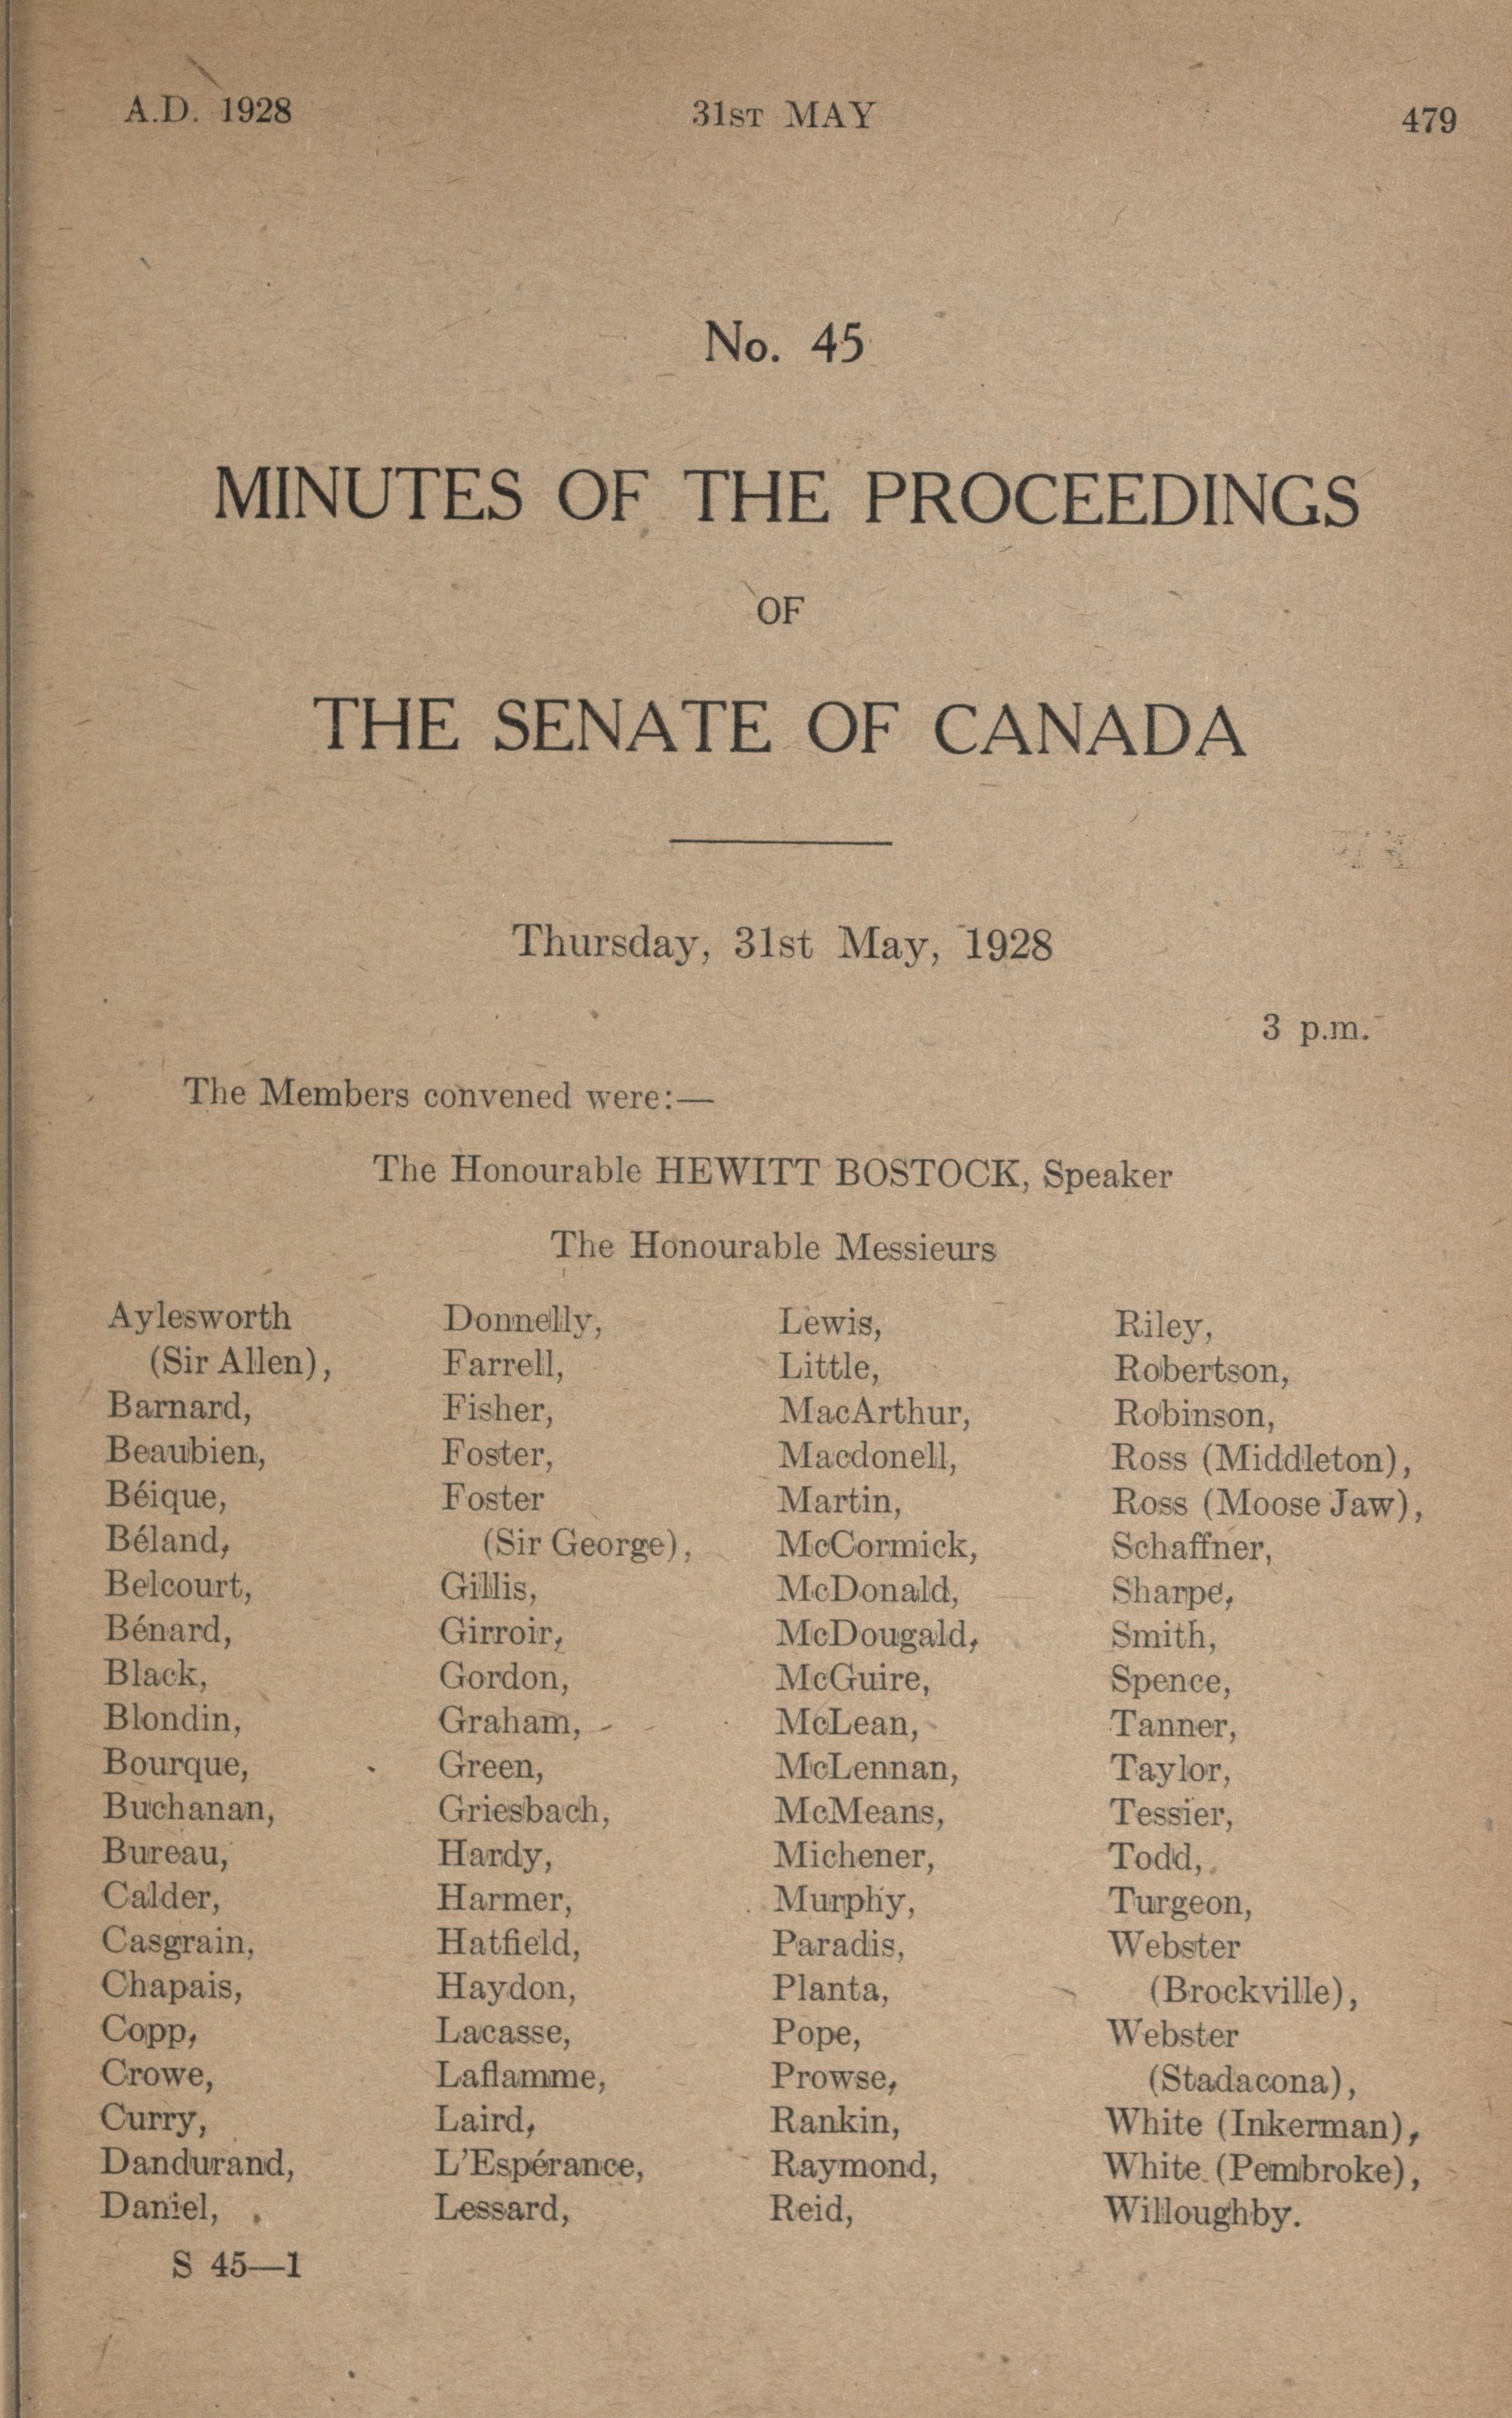 A.D. 1928 31ST MAY 479
No. 45
MINUTES OF THE PROCEEDINGS
OF
THE SENATE OF CANADA
Thursday, 31st May, 1928
3 p.m.
The Members convened were:—
The Honourable HEWITT BOSTOCK, Speaker
The Honourable Messieurs
Aylesworth
(Sir Allen),
Barnard,
Beaubien,
Béique,
Béland,
Belcourt,
Bénard,
Black,
Blondin,
Bourque,
Buchanan,
Bureau,
Calder,
Casgrain,
Chapais,
Copp,
Crowe,
Curry,
Dandurand,
Daniel,
Donnelly,
Farrell,
Fisher,
Foster,
Foster
(Sir George),
Gillis,
Girroir,
Gordon,
Graham,
Green,
Griesbach,
Hardy,
Harmer,
Hatfield,
Haydon,
Lacasse,
Laflamme,
Laird,
L'Espérance,
Lessard,
Lewis,
Little,
MacArthur,
Macdonell,
Martin,
McCormick,
McDonald,
McDougald,
McGuire,
McLean,
McLennan,
McMeans,
Michener,
Murphy,
Paradis,
Planta,
Pope,
Prowse,
Rankin,
Raymond,
Reid,
Riley,
Robertson,
Robinson,
Ross (Middleton),
Ross (Moose Jaw),
Schaffner,
Sharpe,
Smith,
Spence,
Tanner,
Taylor,
Tessier,
Todd,
Turgeon,
Webster
(Brockville),
Webster
(Stadacona),
White (Inkerman),
White (Pembroke),
Willoughby.
S 45—1